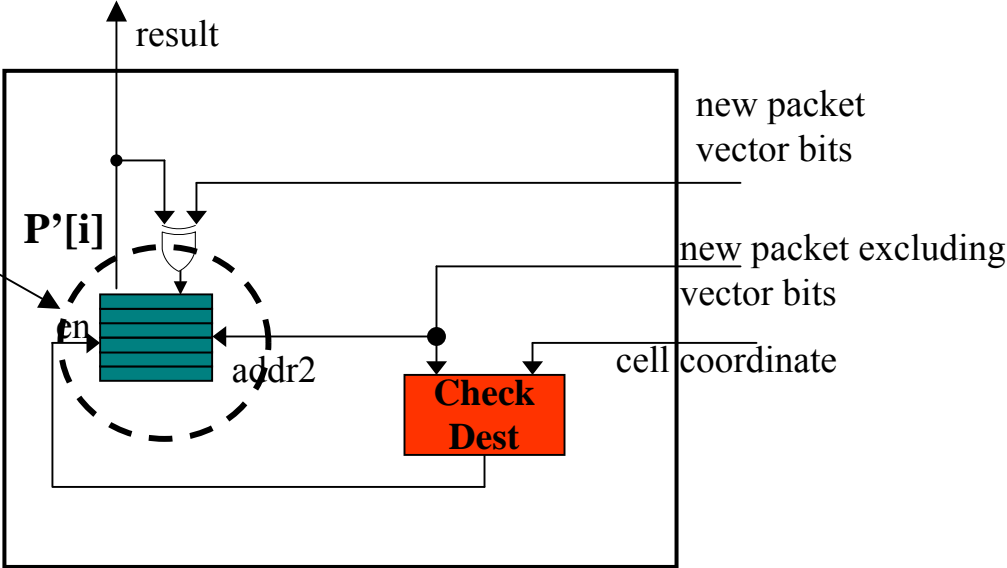 result
new packet
vector bits
P’[i]
new packet excluding
vector bits
en
addr2
cell coordinate
Check
Dest